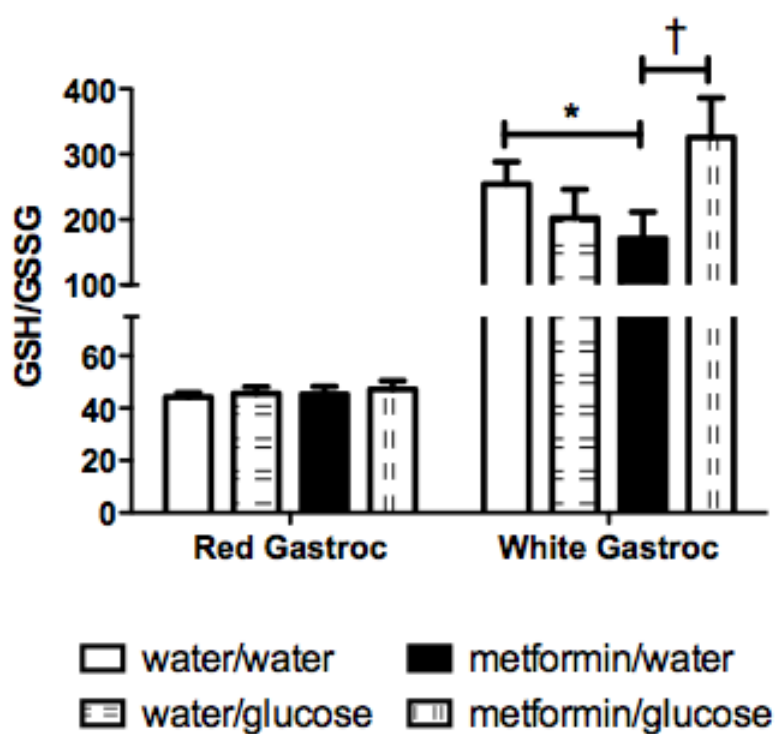 †
400
*
300
200
100
GSH/GSSG
60
40
20
0
Red Gastroc White Gastroc
water/water metformin/water
water/glucose metformin/glucose